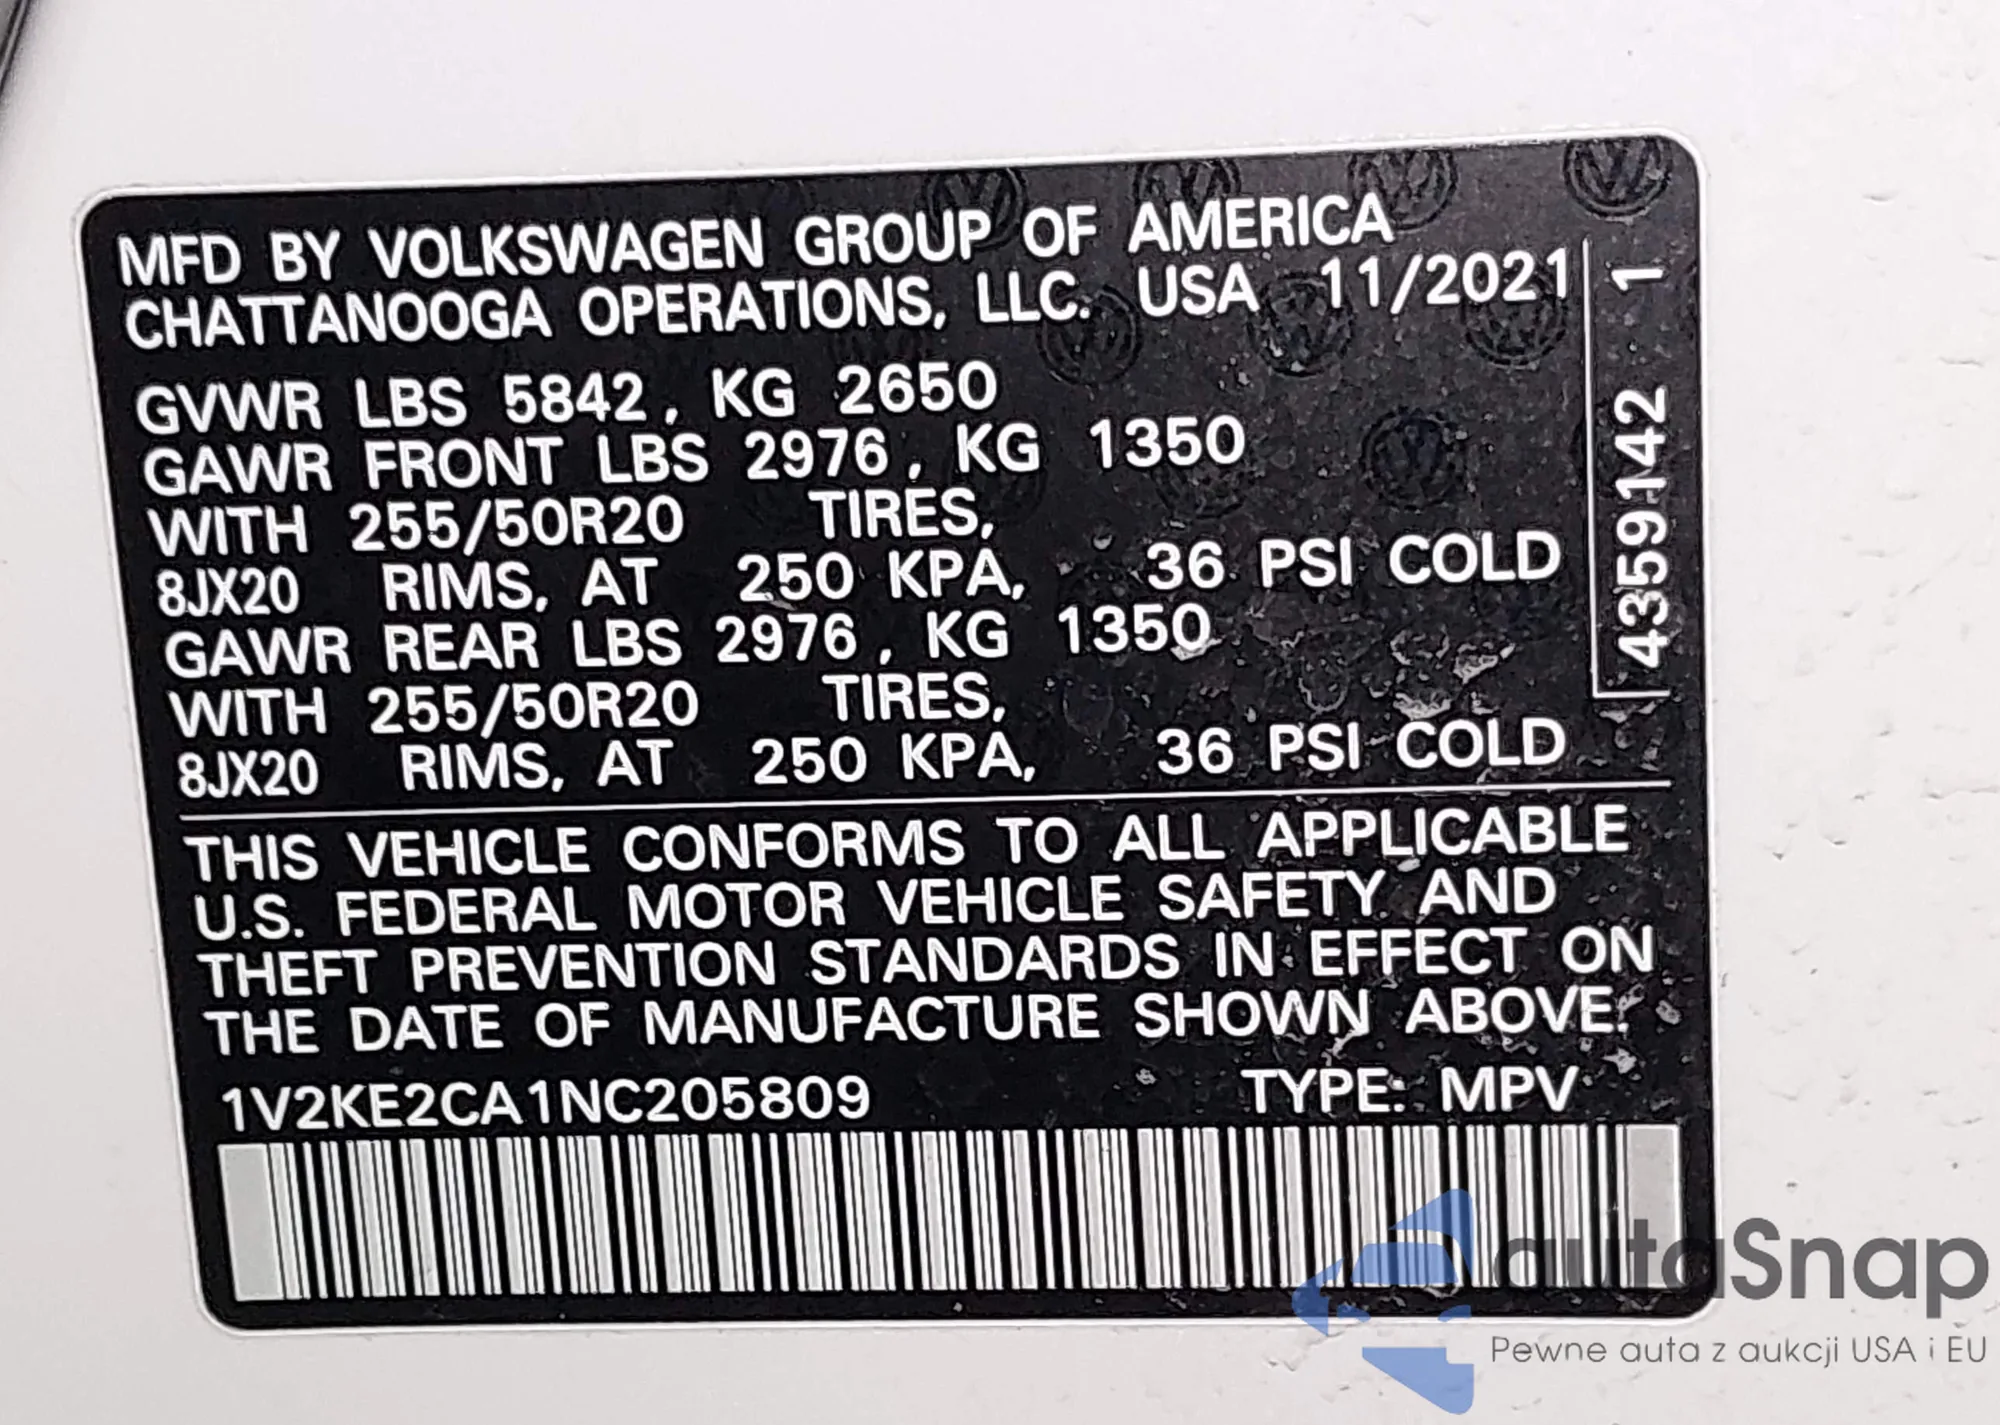 MFD BY VOLKSWAGEN GROUP OF AMERICA
CHATTANOOGA OPERATIONS, LLC. USA 11/2021
GVWR LBS 5842, KG 2650
GAWR FRONT LBS 2976, KG 1350
WITH 255/50R20 TIRES,
8JX20 RIMS, AT 250 KPA, 36 PSI COLD
GAWR REAR LBS 2976, KG 1350
WITH 255/50R20 TIRES,
8JX20 RIMS, AT 250 KPA, 36 PSI COLD
4359142 1
THIS VEHICLE CONFORMS TO ALL APPLICABLE
U.S. FEDERAL MOTOR VEHICLE SAFETY AND
THEFT PREVENTION STANDARDS IN EFFECT ON
THE DATE OF MANUFACTURE SHOWN ABOVE.
1V2KE2CA1NC205809 TYPE: MPV
autaSnap
Pewne auta z aukcji USA i EU